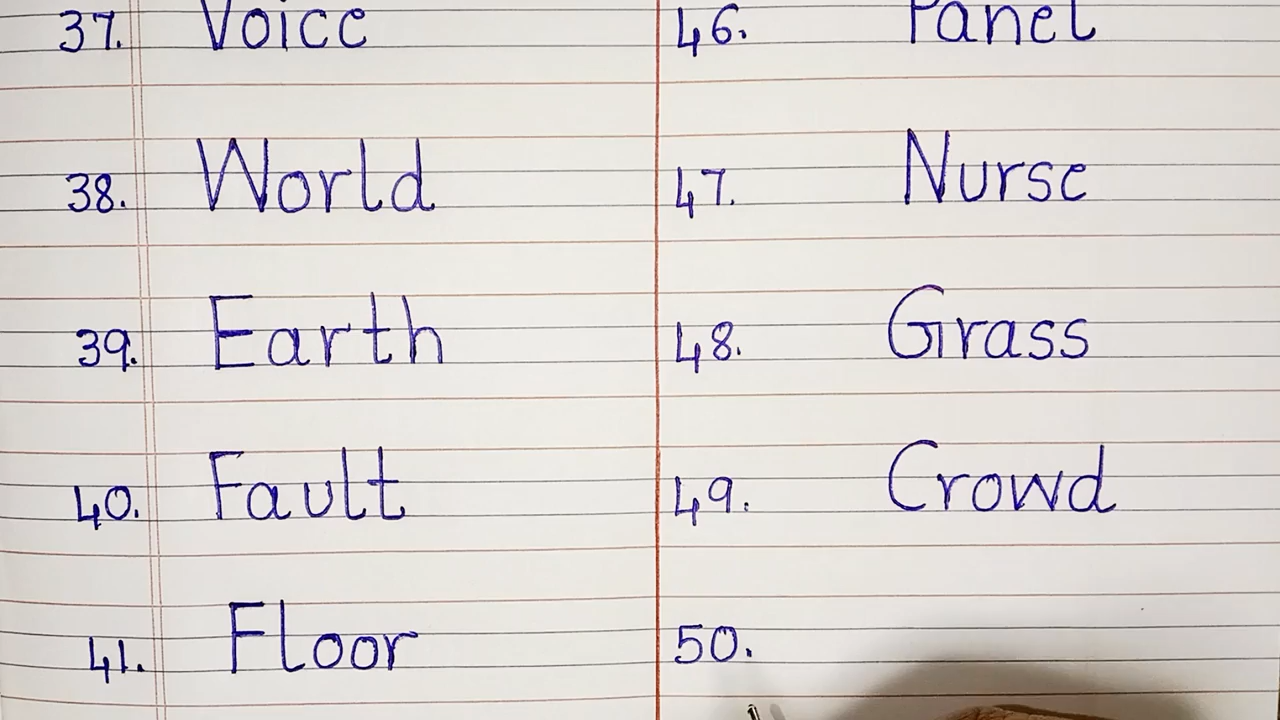 37. Voice
38. World
39. Earth
40. Fault
41. Floor
46. Panel
47. Nurse
48. Grass
49. Crowd
50.